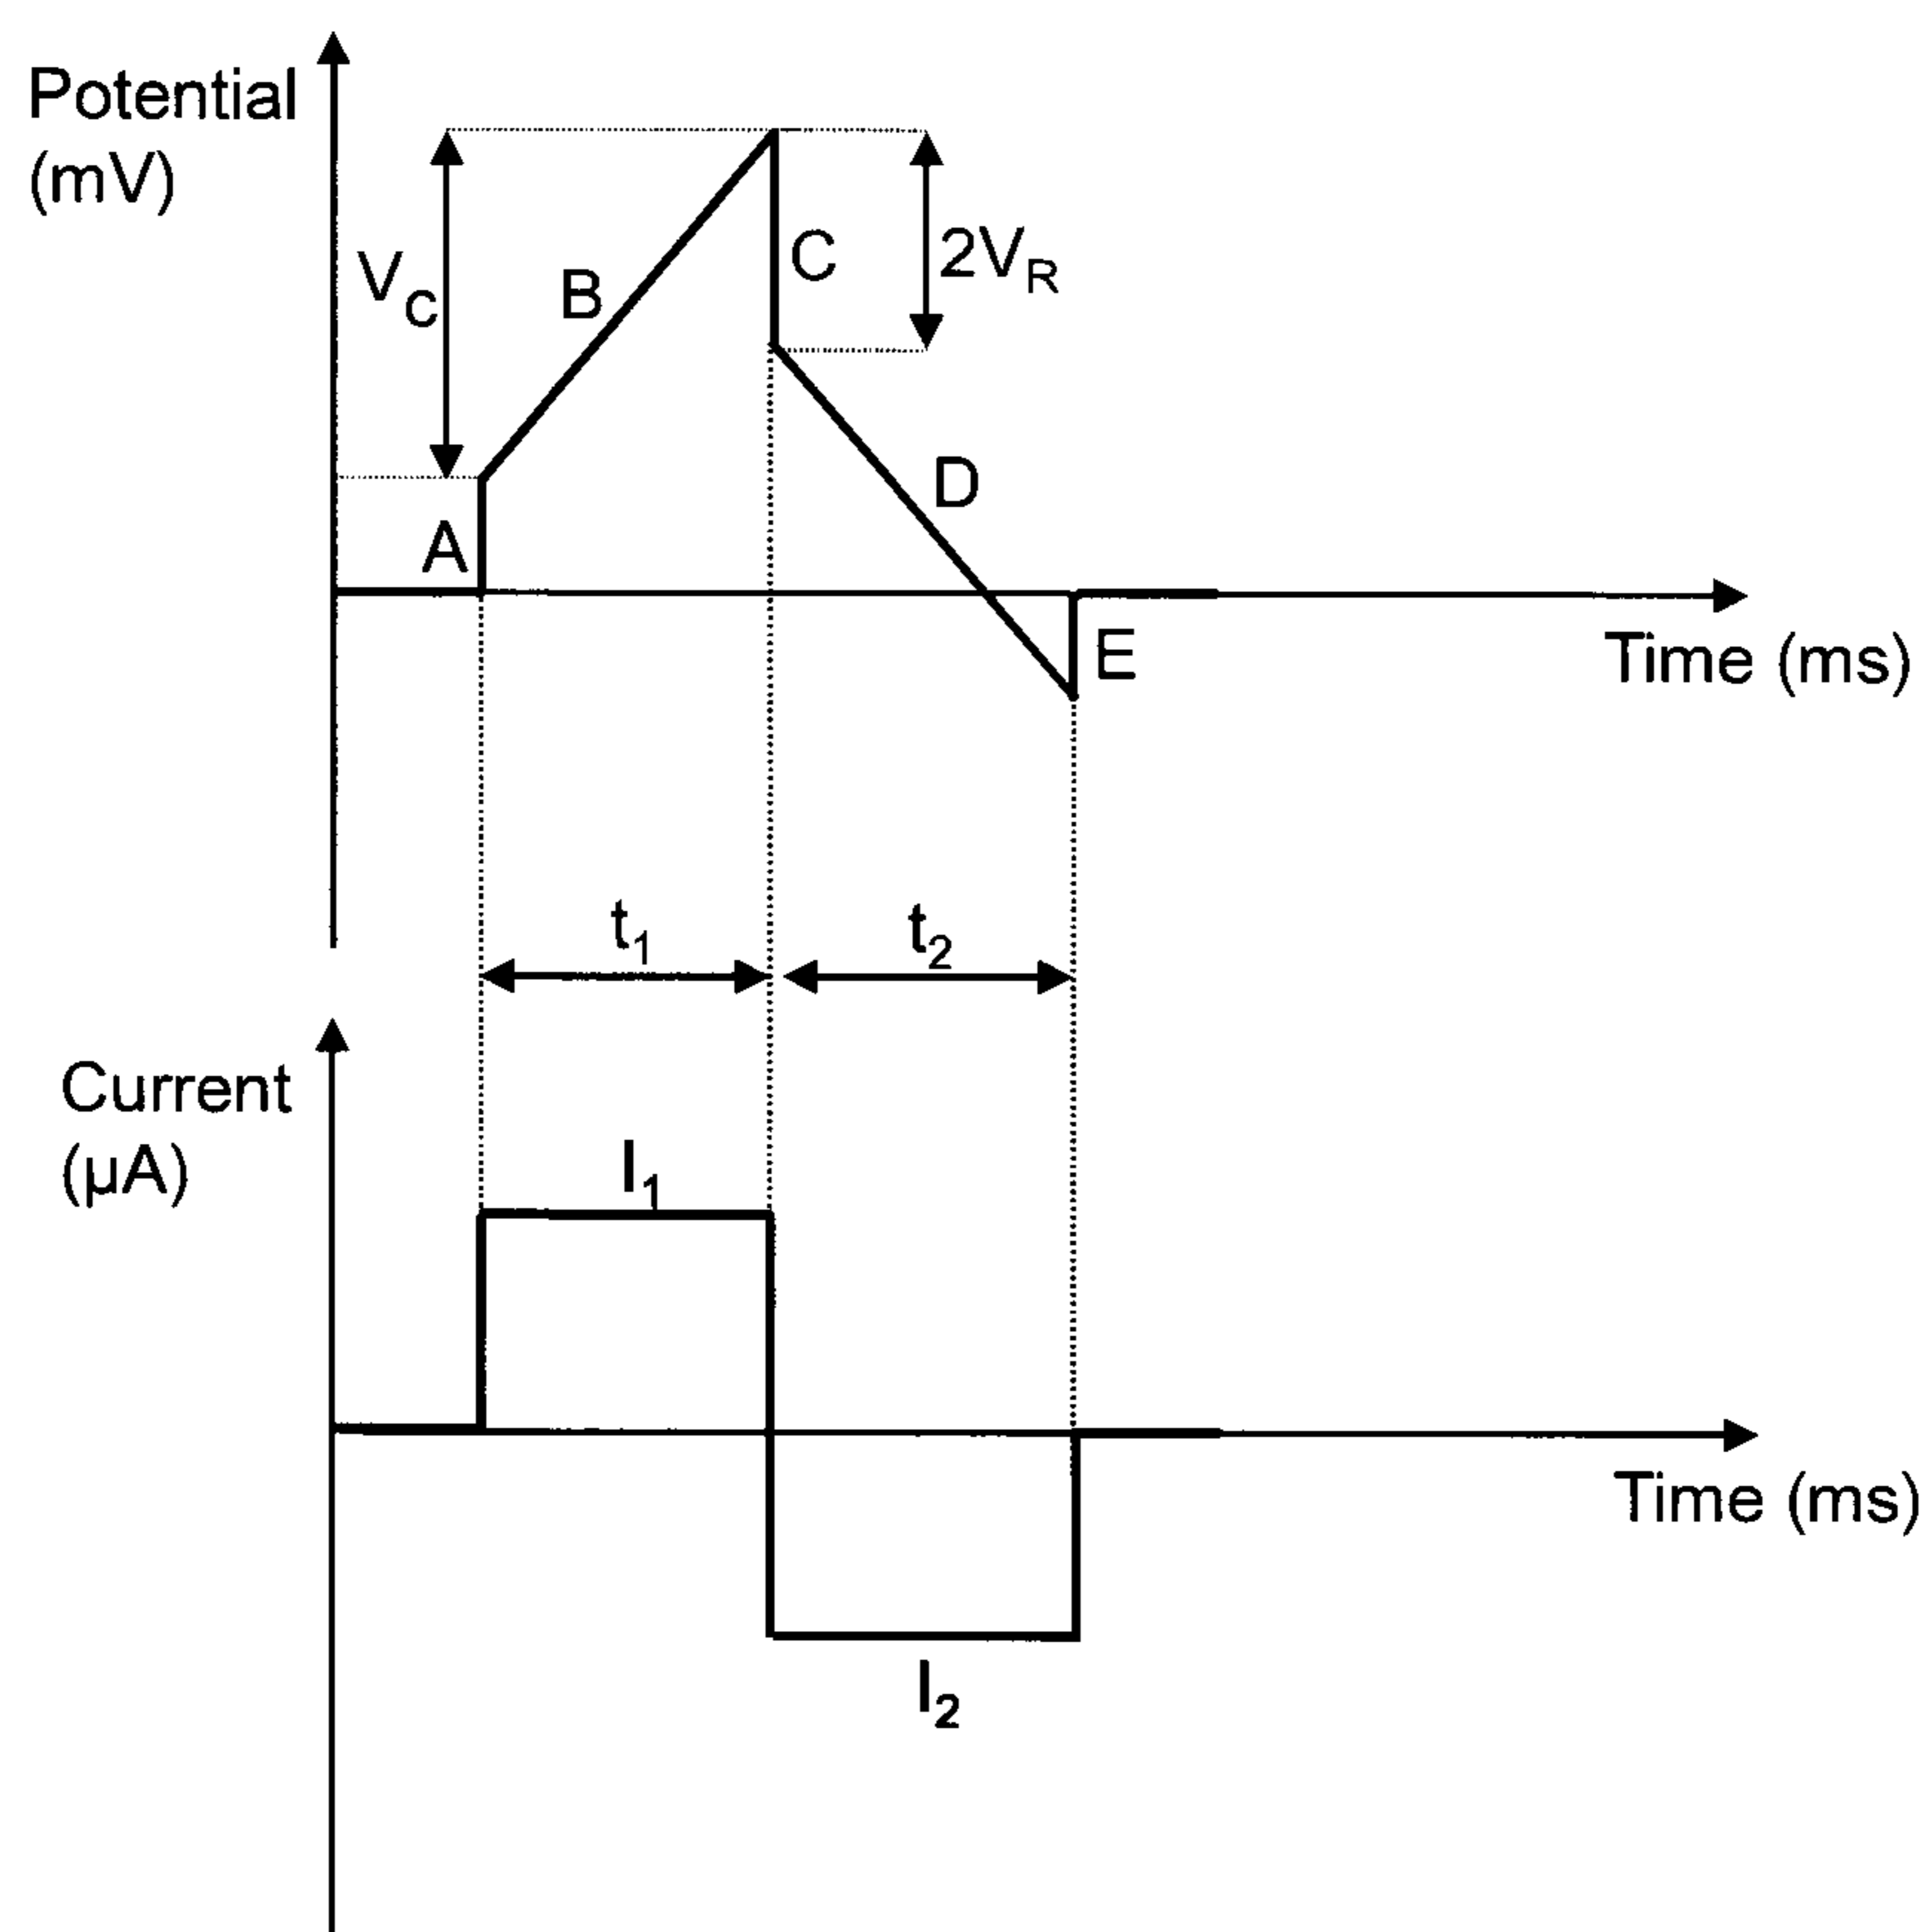 Potential
(mV)
V_C
B
C
2V_R
A
D
E
Time (ms)
t_1
t_2
Current
(μA)
I_1
Time (ms)
I_2